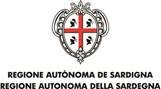 REGIONE AUTÒNOMA DE SARDIGNA
REGIONE AUTONOMA DELLA SARDEGNA